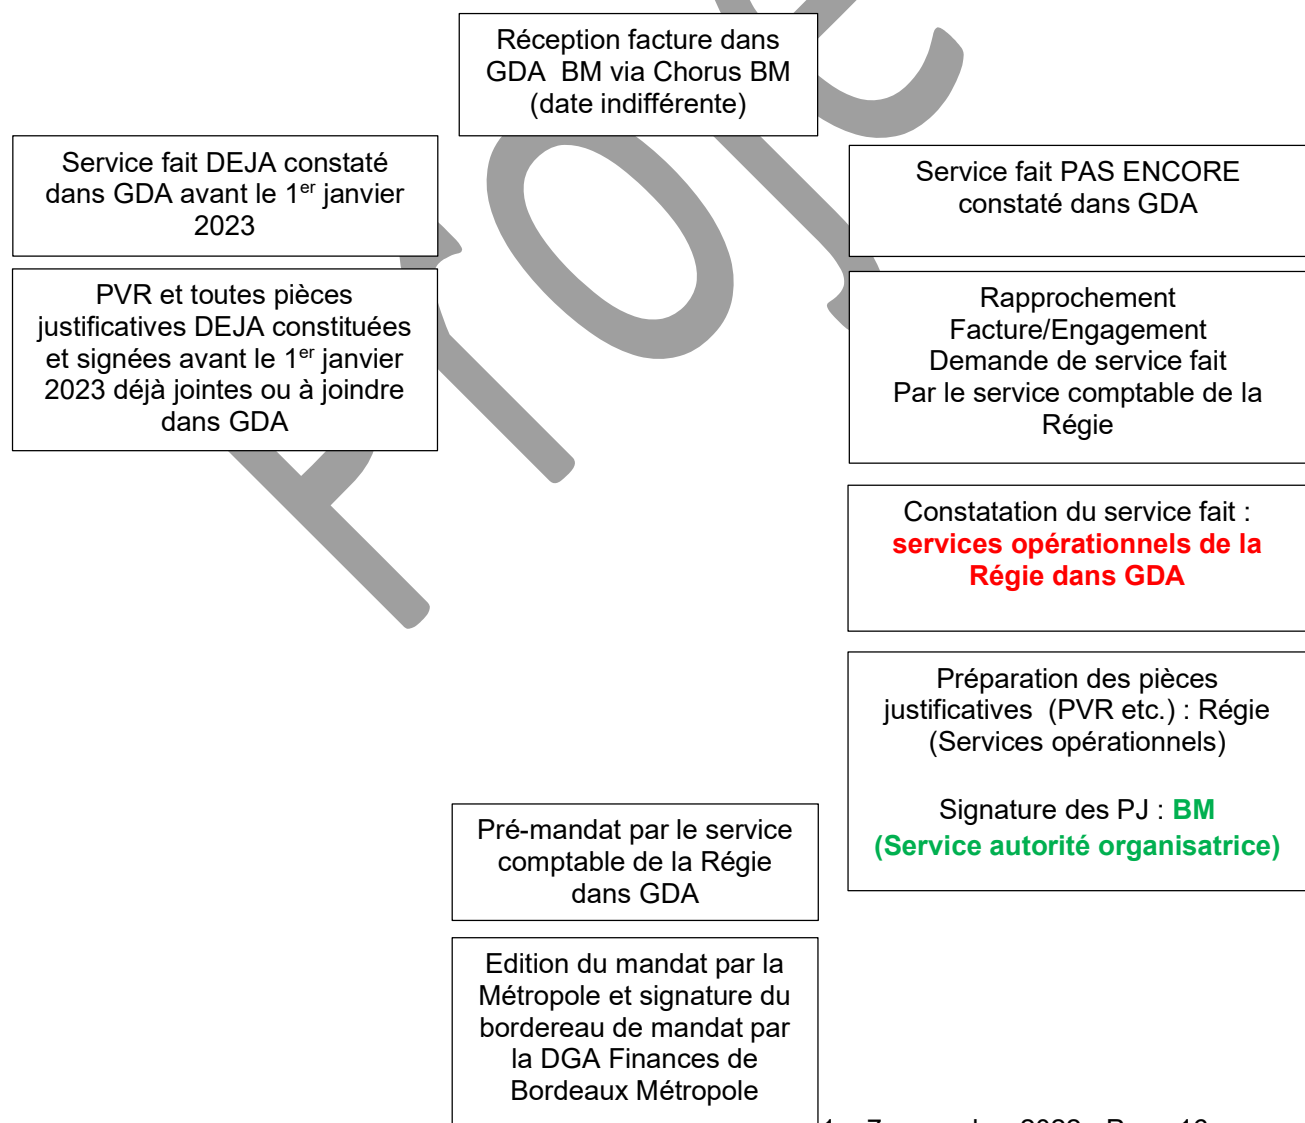 Réception facture dans
GDA BM via Chorus BM
(date indifférente)
Service fait DEJA constaté
dans GDA avant le 1er janvier
2023
Service fait PAS ENCORE
constaté dans GDA
PVR et toutes pièces
justificatives DEJA constituées
et signées avant le 1er janvier
2023 déjà jointes ou à joindre
dans GDA
Rapprochement
Facture/Engagement
Demande de service fait
Par le service comptable de la
Régie
Constatation du service fait :
services opérationnels de la
Régie dans GDA
Préparation des pièces
justificatives (PVR etc.) : Régie
(Services opérationnels)
Signature des PJ : BM
(Service autorité organisatrice)
Pré-mandat par le service
comptable de la Régie
dans GDA
Edition du mandat par la
Métropole et signature du
bordereau de mandat par
la DGA Finances de
Bordeaux Métropole